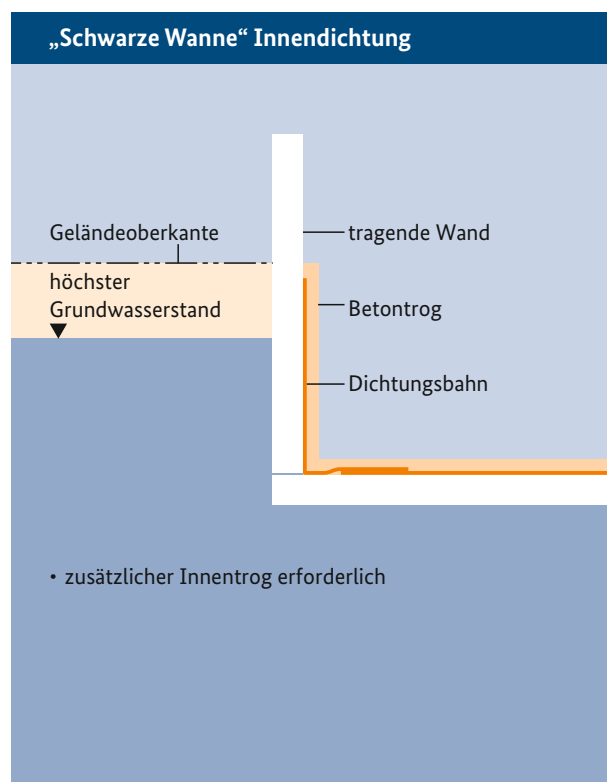 „Schwarze Wanne“ Innendichtung
Geländeoberkante
tragende Wand
höchster
Grundwasserstand
Betontrog
Dichtungsbahn
• zusätzlicher Innentrog erforderlich